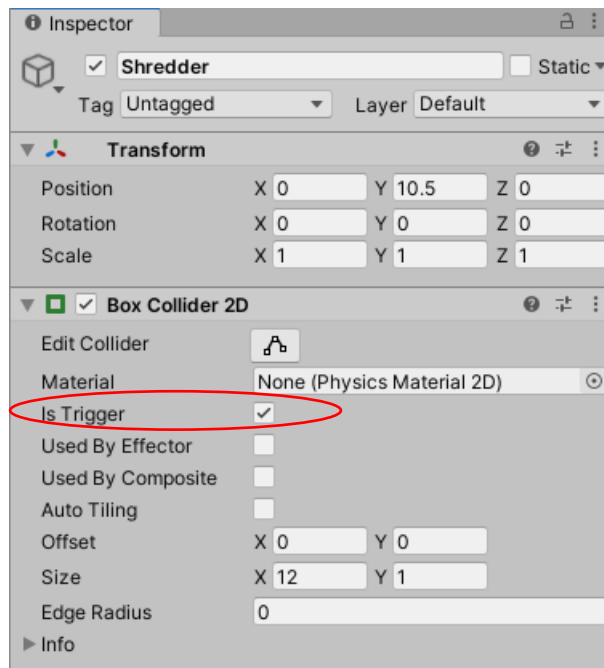 Inspector
Shredder Static
Tag Untagged Layer Default
Transform
Position X 0 Y 10.5 Z 0
Rotation X 0 Y 0 Z 0
Scale X 1 Y 1 Z 1
Box Collider 2D
Edit Collider
Material None (Physics Material 2D)
Is Trigger
Used By Effector
Used By Composite
Auto Tiling
Offset X 0 Y 0
Size X 12 Y 1
Edge Radius 0
Info